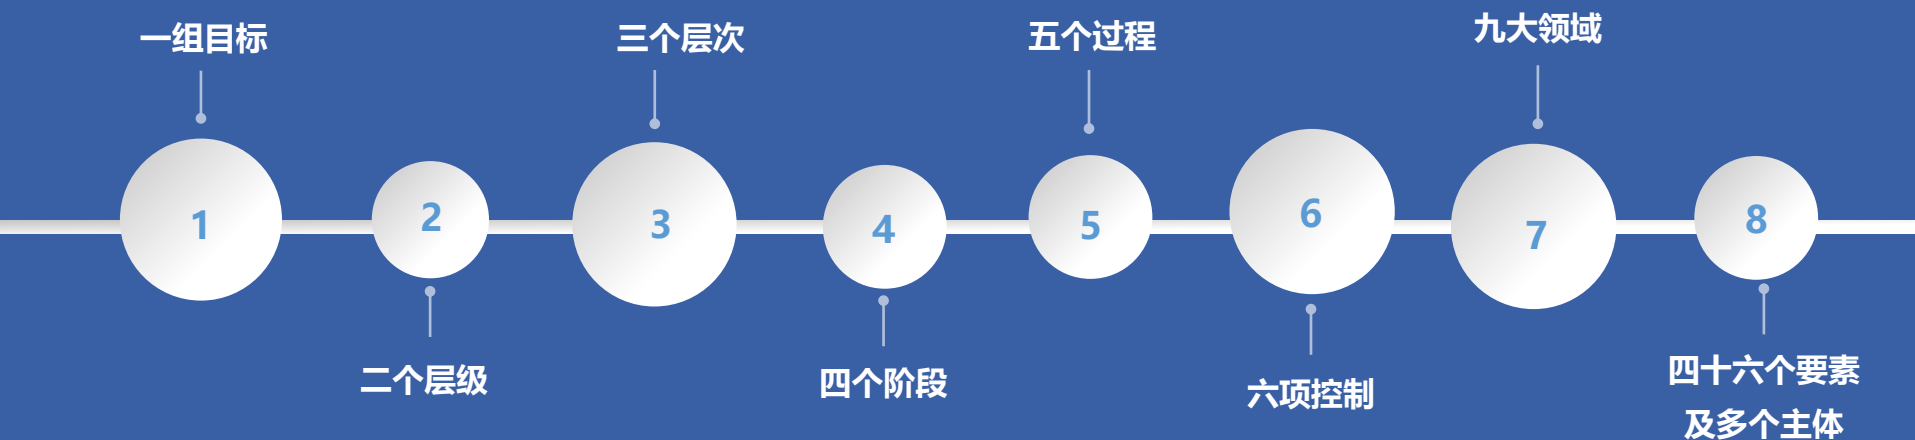 一组目标
三个层次
五个过程
九大领域
1
2
3
4
5
6
7
8
二个层级
四个阶段
六项控制
四十六个要素
及多个主体